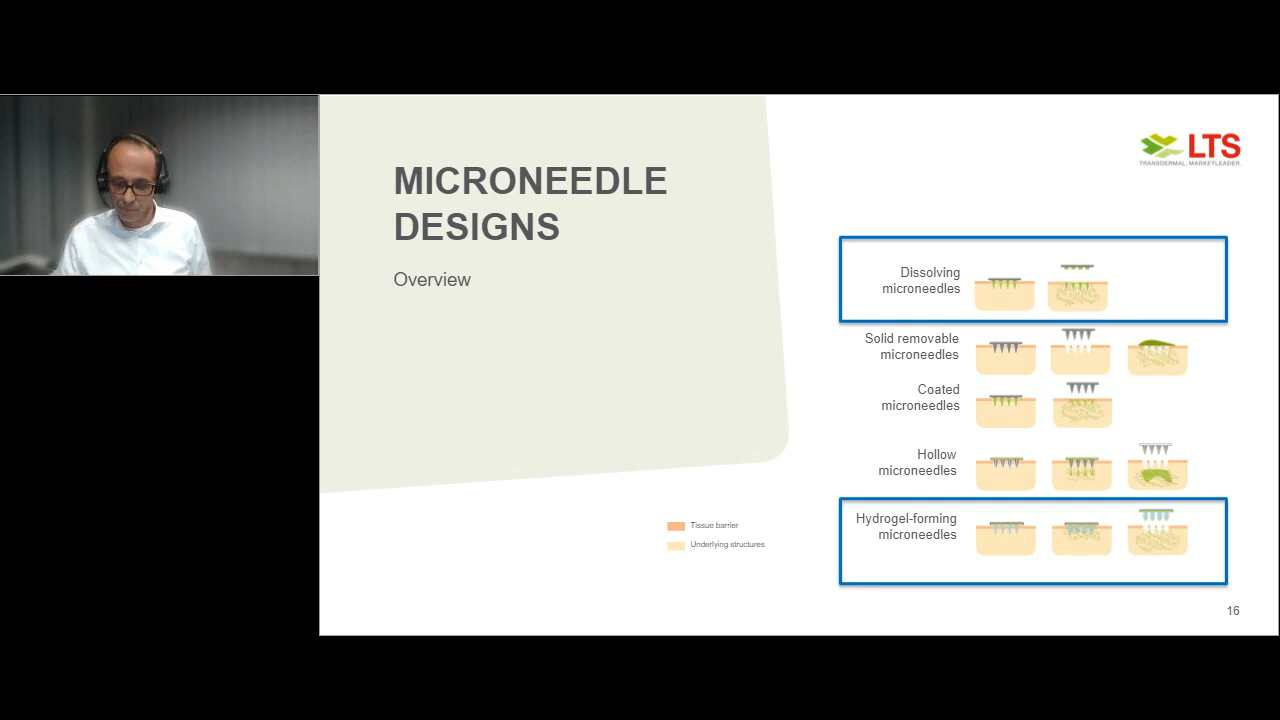 MICRONEEDLE
DESIGNS
Overview
LTS
TRANSDERMAL. MARKETLEADER.
Dissolving
microneedles
Solid removable
microneedles
Coated
microneedles
Hollow
microneedles
Hydrogel-forming
microneedles
Tissue barrier
Underlying structures
16